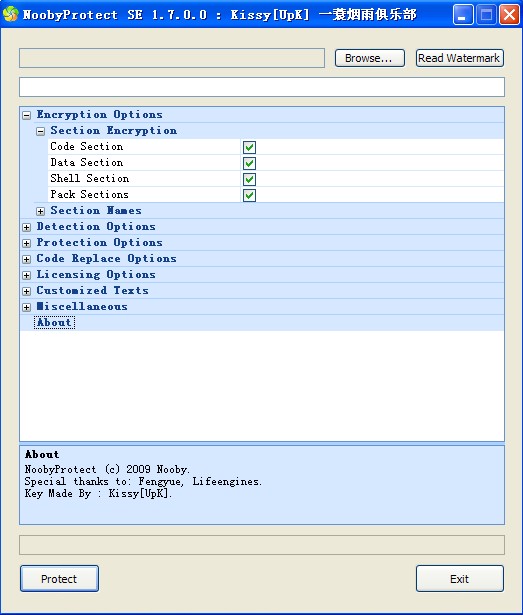 NoobyProtect SE 1.7.0.0 : Kissy[UpK] 一蓑烟雨俱乐部
Browse...
Read Watermark
Encryption Options
Section Encryption
Code Section
Data Section
Shell Section
Pack Sections
Section Names
Detection Options
Protection Options
Code Replace Options
Licensing Options
Customized Texts
Miscellaneous
About
About
NoobyProtect (c) 2009 Nooby.
Special thanks to: Fengyue, Lifeengines.
Key Made By : Kissy[UpK].
Protect
Exit